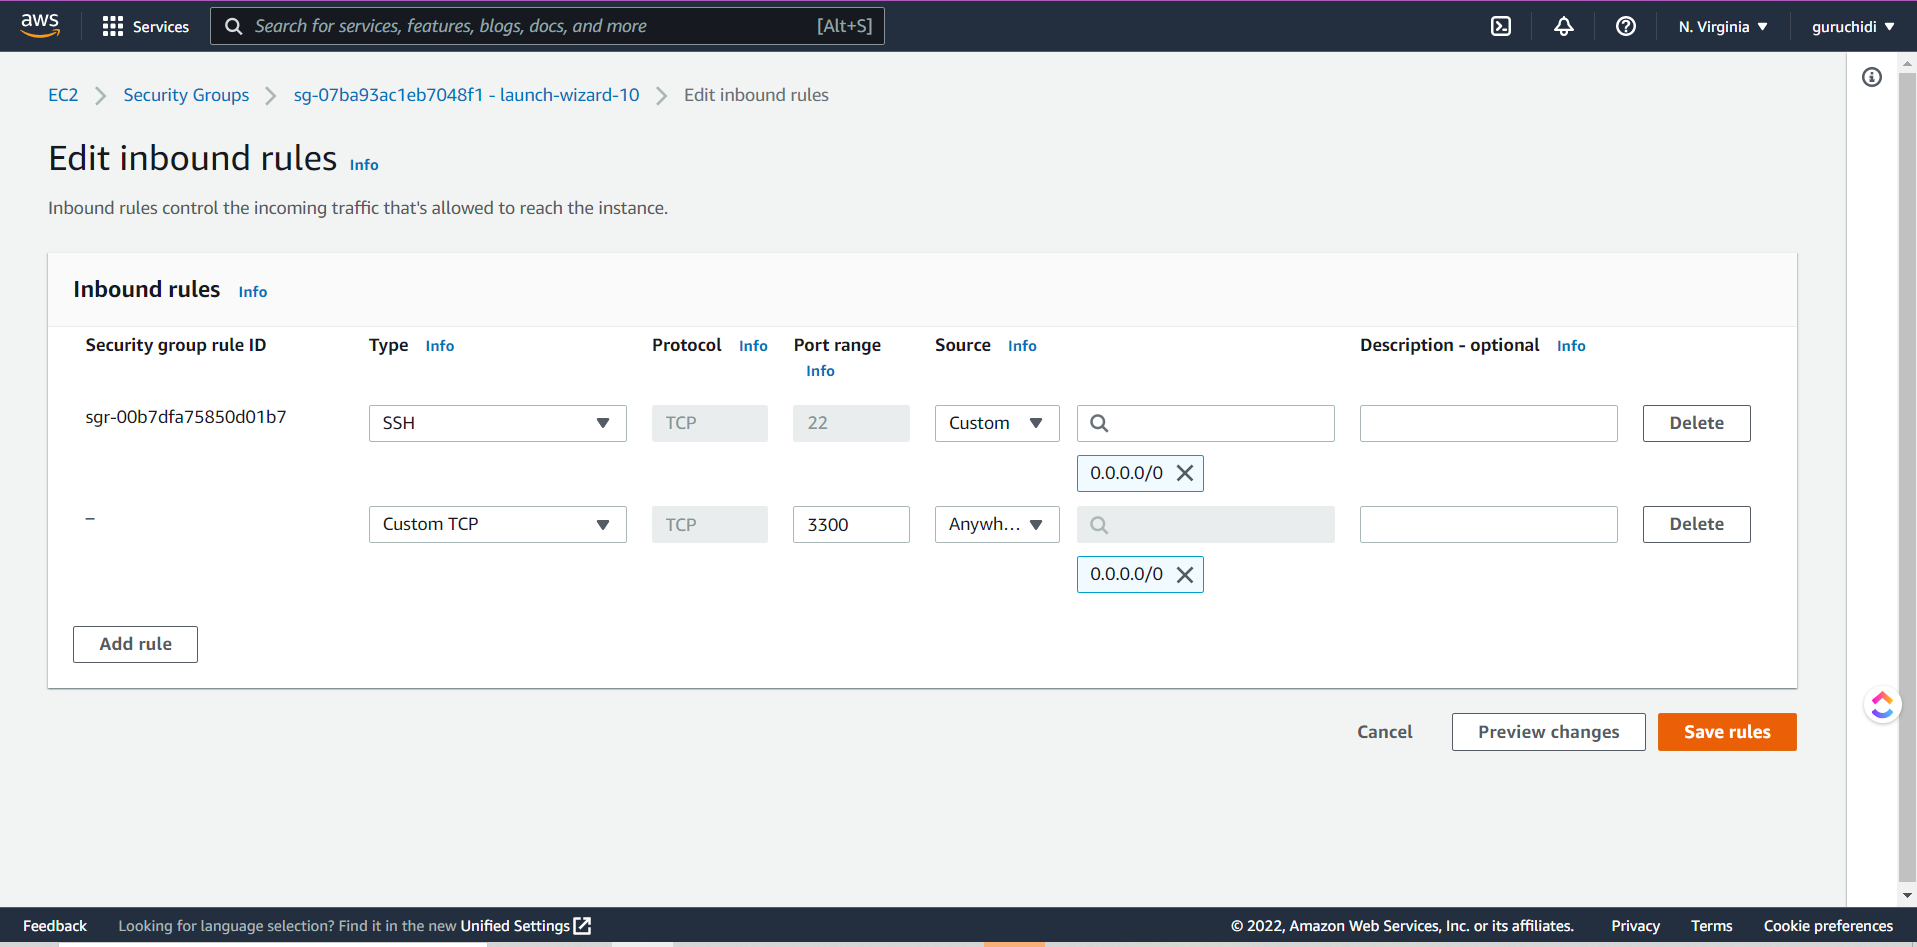 aws Services Search for services, features, blogs, docs, and more [Alt+S] N. Virginia guruchidi
EC2 Security Groups sg-07ba93ac1eb7048f1 - launch-wizard-10 Edit inbound rules
Edit inbound rules Info
Inbound rules control the incoming traffic that's allowed to reach the instance.
Inbound rules Info
Security group rule ID Type Info Protocol Info Port range Source Info Description - optional Info
Info
sgr-00b7dfa75850d01b7 SSH TCP 22 Custom Delete
0.0.0.0/0
– Custom TCP TCP 3300 Anywh... Delete
0.0.0.0/0
Add rule
Cancel Preview changes Save rules
Feedback Looking for language selection? Find it in the new Unified Settings © 2022, Amazon Web Services, Inc. or its affiliates. Privacy Terms Cookie preferences